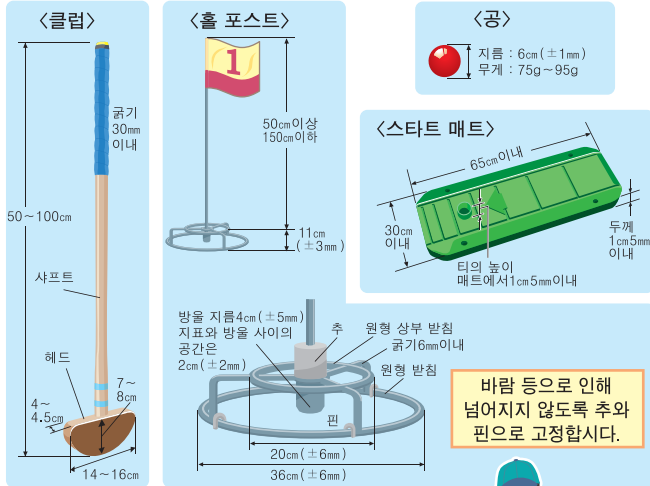 〈클럽〉
굵기
30mm
이내
50~100cm
샤프트
헤드
4~
4.5cm
7~
8cm
14~16cm
〈홀 포스트〉
1
50cm이상
150cm이하
11cm
(±3mm)
〈공〉
지름 : 6cm(±1mm)
무게 : 75g~95g
〈스타트 매트〉
65cm이내
30cm
이내
두께
1cm5mm
이내
티의 높이
매트에서1cm5mm이내
방울 지름4cm(±5mm)
지표와 방울 사이의
공간은
2cm(±2mm)
추
원형 상부 받침
굵기6mm이내
원형 받침
핀
20cm(±6mm)
36cm(±6mm)
바람 등으로 인해
넘어지지 않도록 추와
핀으로 고정합시다.